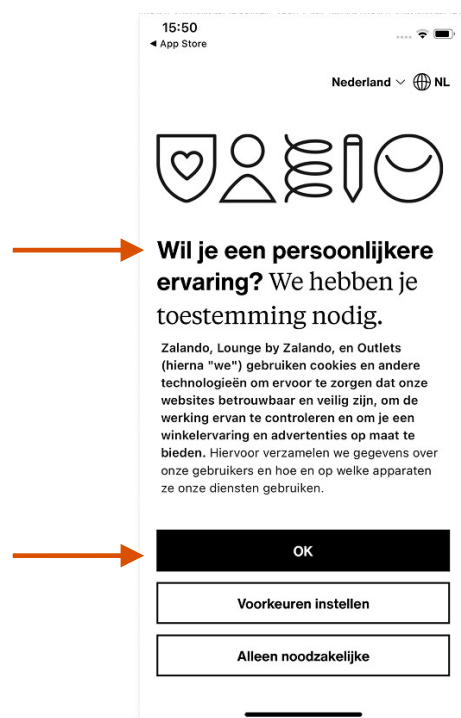 15:50
◀ App Store
Nederland NL
Wil je een persoonlijkere
ervaring? We hebben je
toestemming nodig.
Zalando, Lounge by Zalando, en Outlets
(hierna "we") gebruiken cookies en andere
technologieën om ervoor te zorgen dat onze
websites betrouwbaar en veilig zijn, om de
werking ervan te controleren en om je een
winkelervaring en advertenties op maat te
bieden. Hiervoor verzamelen we gegevens over
onze gebruikers en hoe en op welke apparaten
ze onze diensten gebruiken.
OK
Voorkeuren instellen
Alleen noodzakelijke